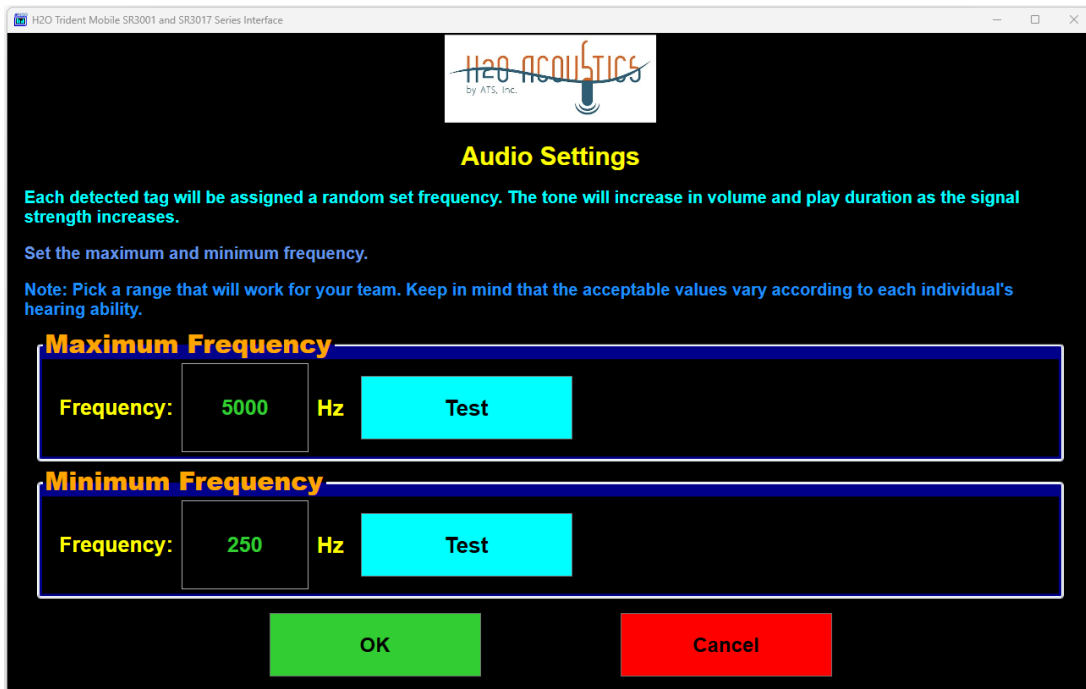 H2O Trident Mobile SR3001 and SR3017 Series Interface
H2O ACOUSTICS
by ATS, Inc.
Audio Settings
Each detected tag will be assigned a random set frequency. The tone will increase in volume and play duration as the signal
strength increases.
Set the maximum and minimum frequency.
Note: Pick a range that will work for your team. Keep in mind that the acceptable values vary according to each individual's
hearing ability.
Maximum Frequency
Frequency: 5000 Hz Test
Minimum Frequency
Frequency: 250 Hz Test
OK Cancel